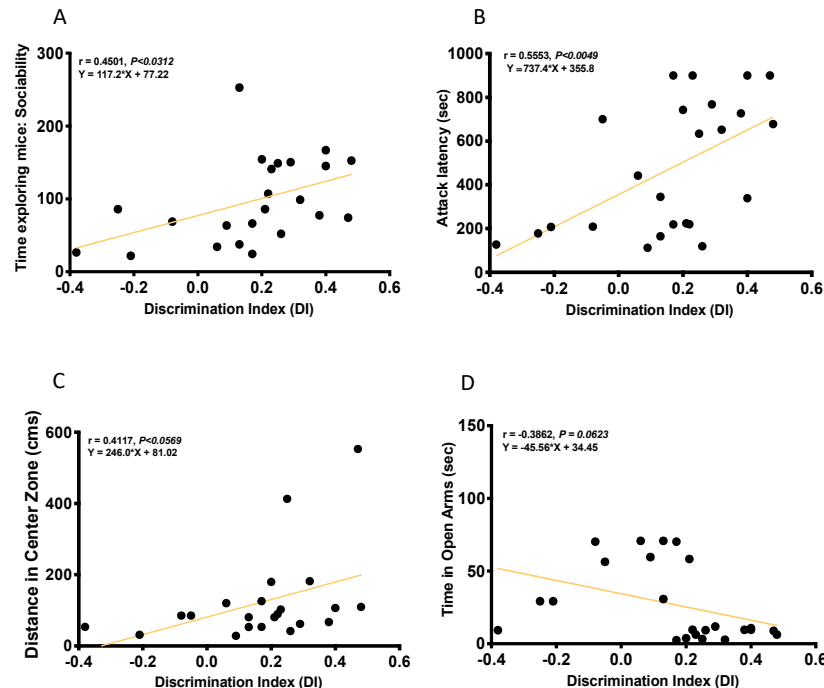 A
r = 0.4501, P<0.0312
Y = 117.2*X + 77.22
Time exploring mice: Sociability
300
200
100
0
-0.4 -0.2 0.0 0.2 0.4 0.6
Discrimination Index (DI)
B
r = 0.5553, P<0.0049
Y =737.4*X + 355.8
Attack latency (sec)
1000
800
600
400
200
0
-0.4 -0.2 0.0 0.2 0.4 0.6
Discrimination Index (DI)
C
r = 0.4117, P<0.0569
Y = 246.0*X + 81.02
Distance in Center Zone (cms)
600
400
200
0
-0.4 -0.2 0.0 0.2 0.4 0.6
Discrimination Index (DI)
D
r = -0.3862, P = 0.0623
Y = -45.56*X + 34.45
Time in Open Arms (sec)
150
100
50
0
-0.4 -0.2 0.0 0.2 0.4 0.6
Discrimination Index (DI)